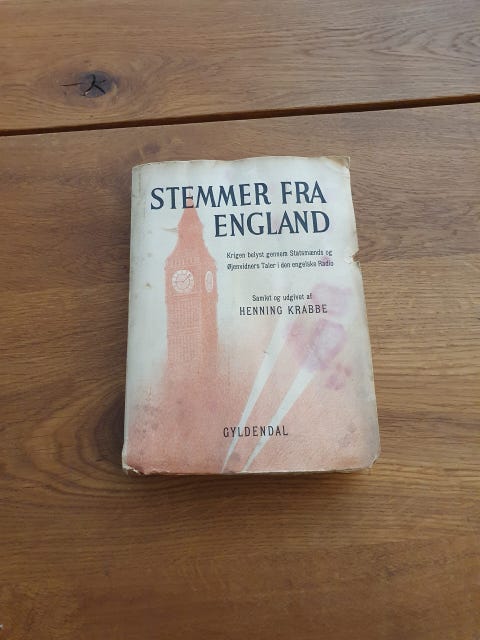 STEMMER FRA
ENGLAND
Krigen belyst gennem Statsmænds og
Øjenvidners Taler i den engelske Radio
Samlet og udgivet af
HENNING KRABBE
GYLDENDAL